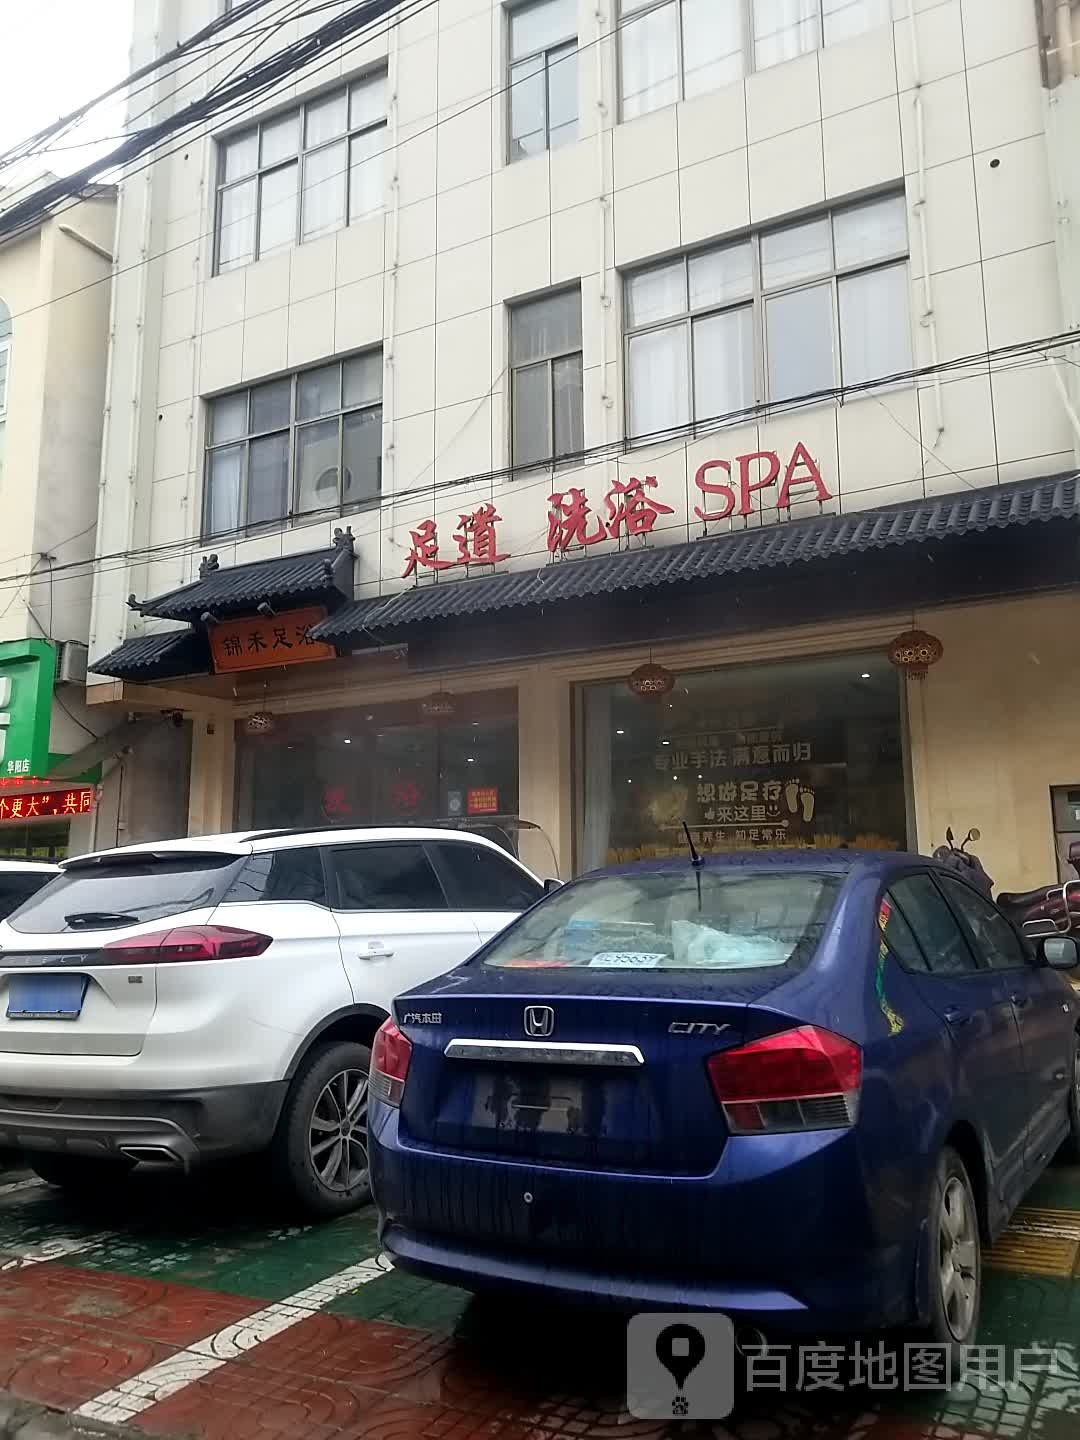 足道 洗浴 SPA
锦禾足浴
华阳店
个更大”,共同
专业手法 满意而归
想做足疗
来这里
养生 知足常乐
广汽本田
CITY
百度地图用户